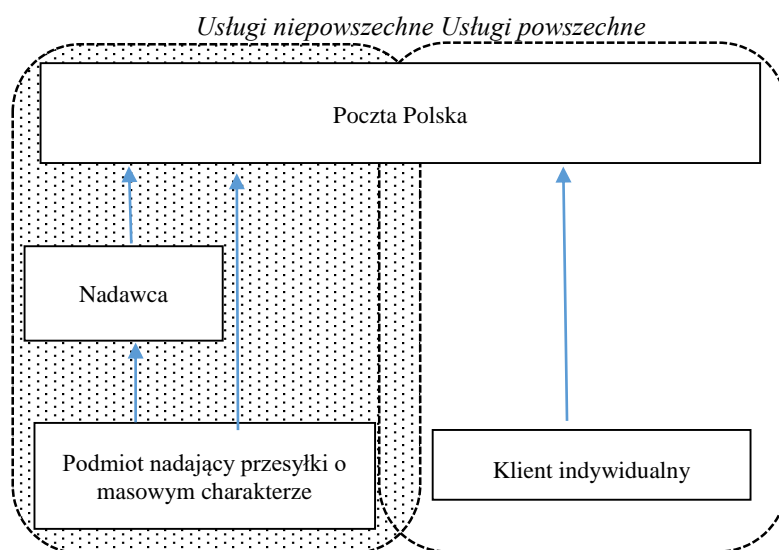 Usługi niepowszechne Usługi powszechne
Poczta Polska
Nadawca
Podmiot nadający przesyłki o
masowym charakterze
Klient indywidualny